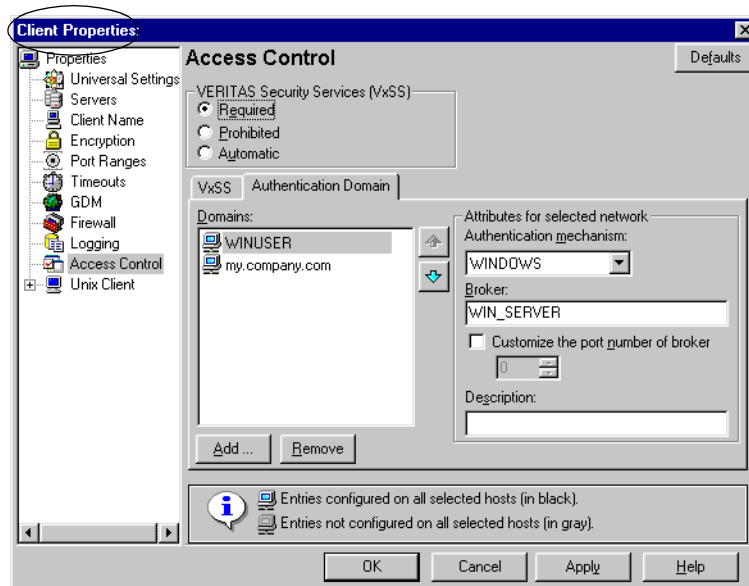 Client Properties:
Properties
Universal Settings
Servers
Client Name
Encryption
Port Ranges
Timeouts
GDM
Firewall
Logging
Access Control
Unix Client
Access Control
Defaults
VERITAS Security Services (VxSS)
Required
Prohibited
Automatic
VxSS
Authentication Domain
Domains:
WINUSER
my.company.com
Attributes for selected network
Authentication mechanism:
WINDOWS
Broker:
WIN_SERVER
Customize the port number of broker
0
Description:
Add ...
Remove
Entries configured on all selected hosts (in black).
Entries not configured on all selected hosts (in gray).
OK
Cancel
Apply
Help